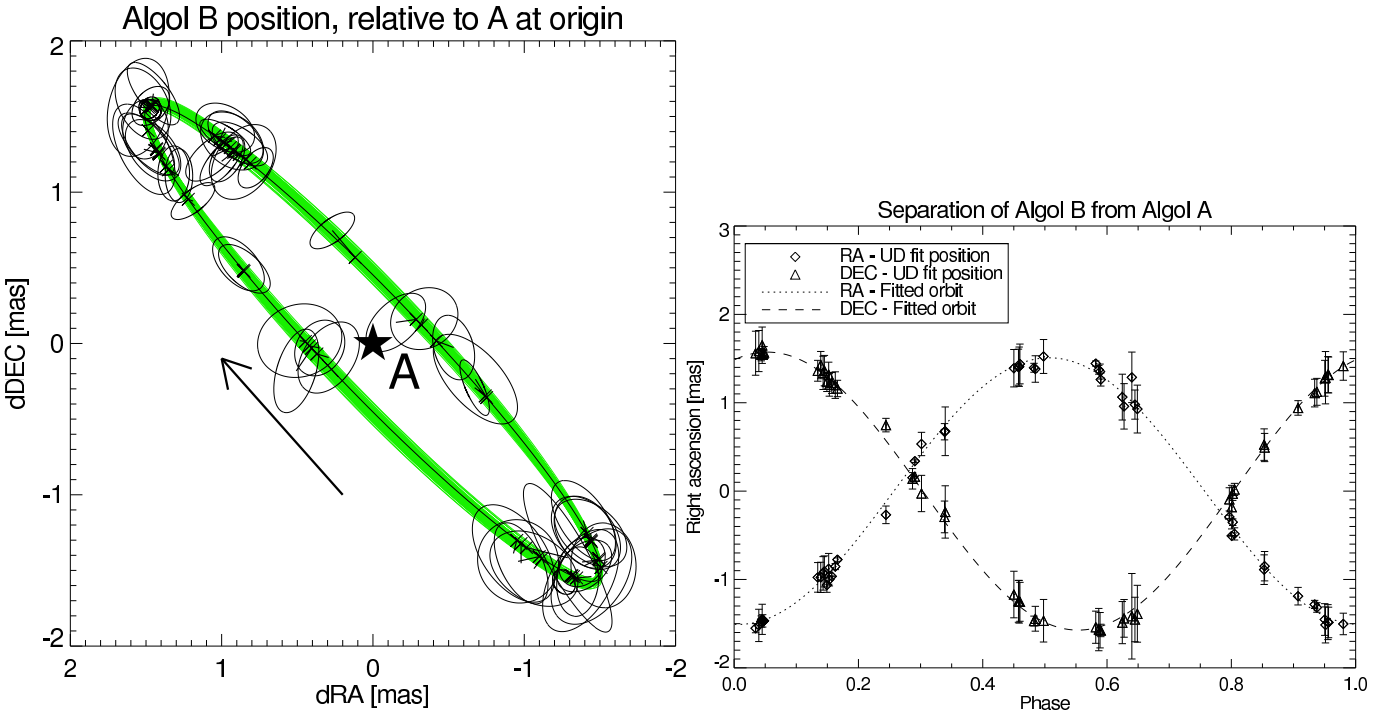 Algol B position, relative to A at origin
2
1
0
-1
-2
dDEC [mas]
A
2
1
0
-1
-2
dRA [mas]
Separation of Algol B from Algol A
3
2
1
0
-1
-2
Right ascension [mas]
RA - UD fit position
DEC - UD fit position
RA - Fitted orbit
DEC - Fitted orbit
0.0
0.2
0.4
0.6
0.8
1.0
Phase